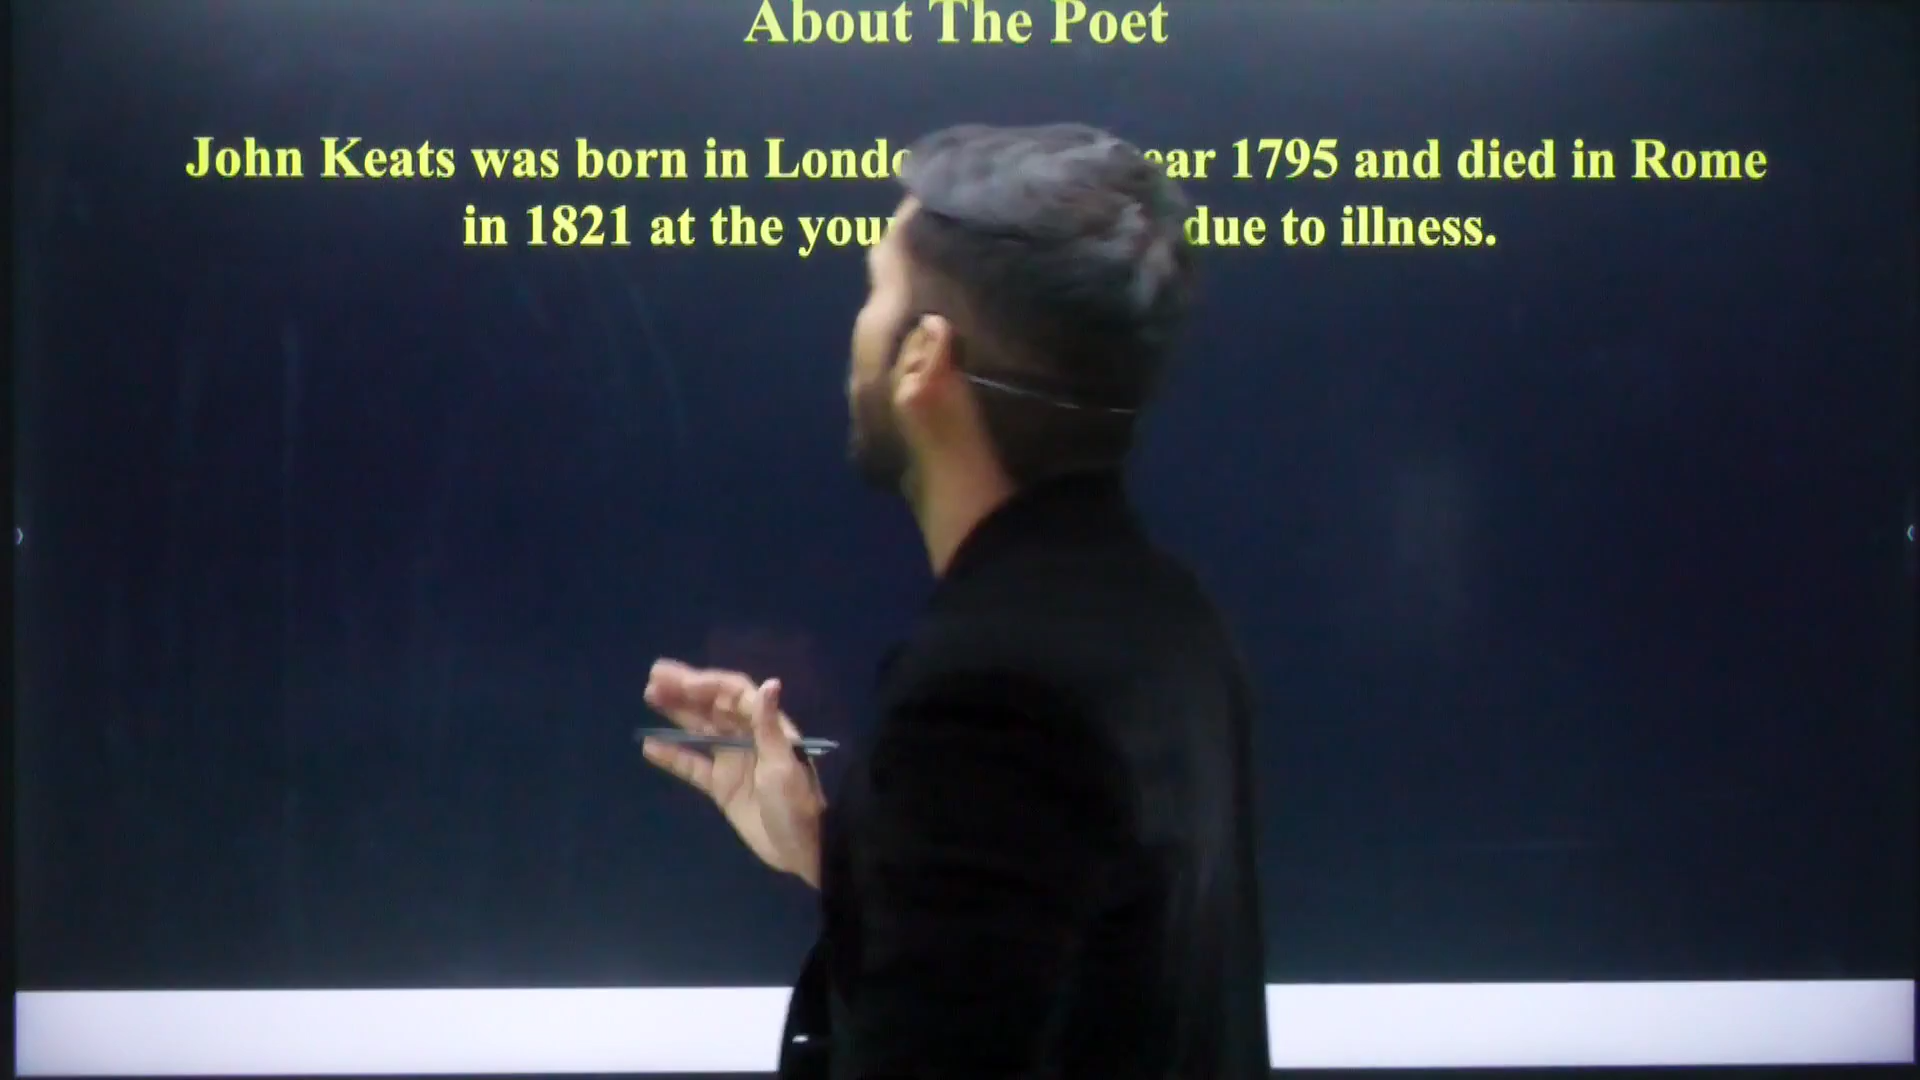 About The Poet
John Keats was born in Londo ear 1795 and died in Rome
in 1821 at the you due to illness.